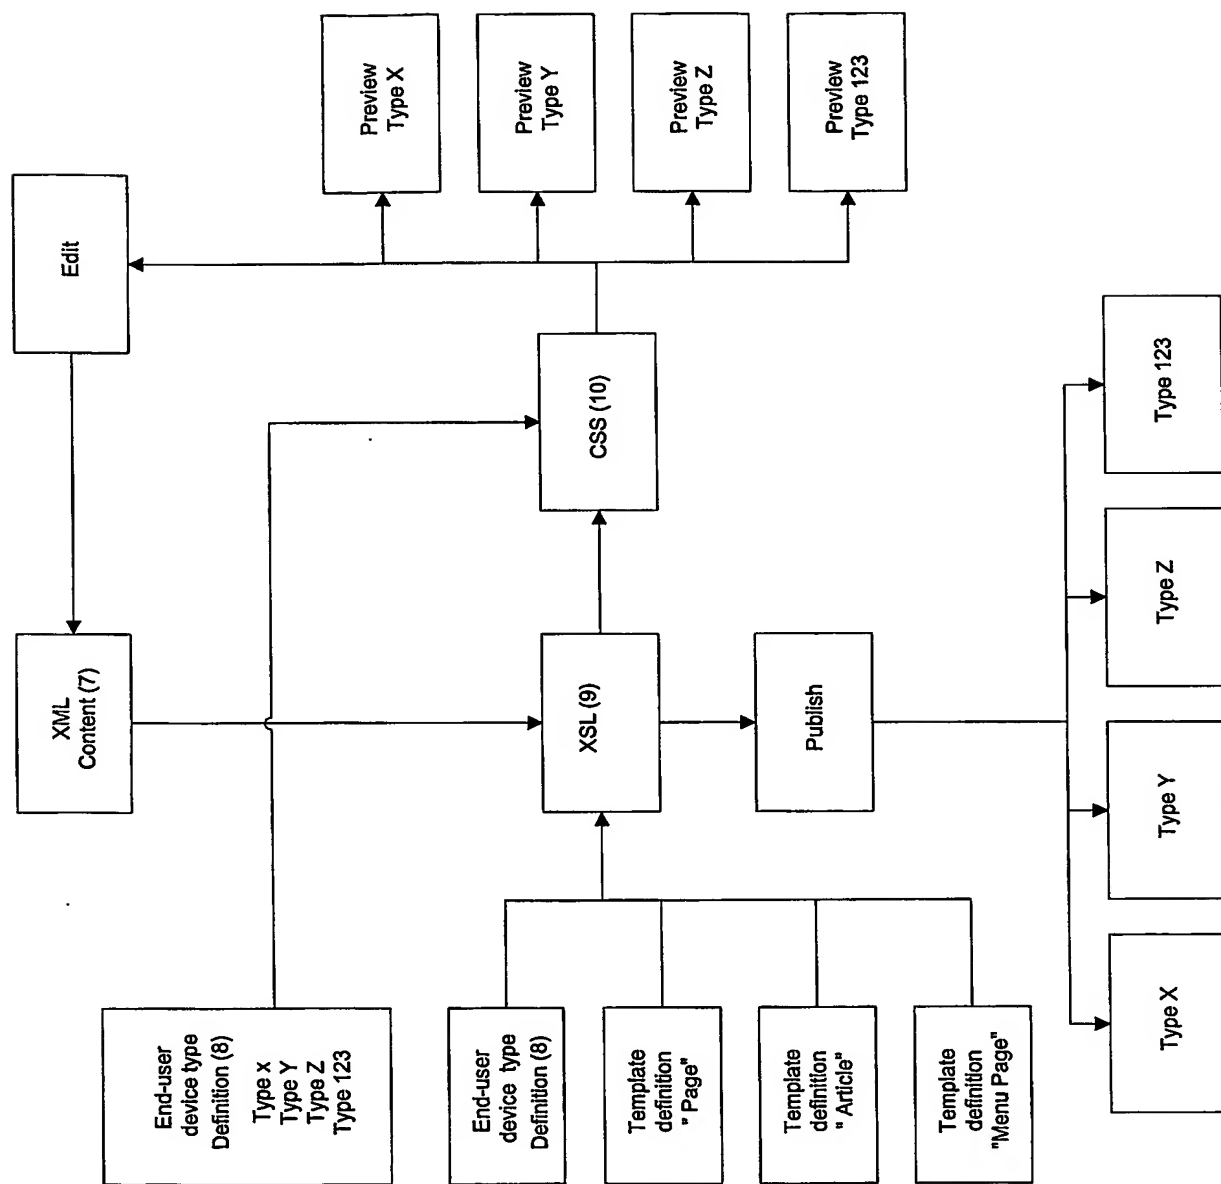 XML
Content (7)
Edit
End-user
device type
Definition (8)
Type x
Type Y
Type Z
Type 123
Preview
Type X
End-user
device type
Definition (8)
Preview
Type Y
XSL (9)
CSS (10)
Template
definition
" Page"
Preview
Type Z
Template
definition
" Article"
Publish
Preview
Type 123
Template
definition
"Menu Page"
Type X
Type Y
Type Z
Type 123